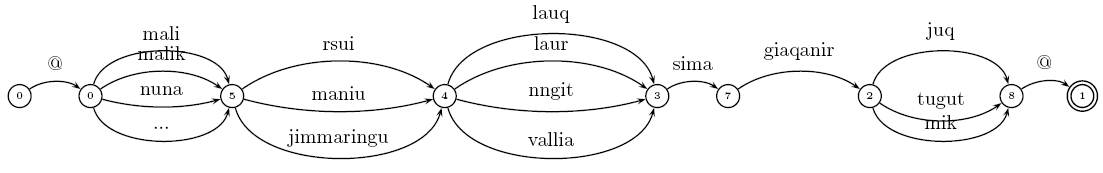 @
mali
malik
nuna
...
rsui
maniu
jimmaringu
lauq
laur
nngit
vallia
sima
giaqanir
juq
tugut
mik
@
0
0
5
4
3
7
2
8
1